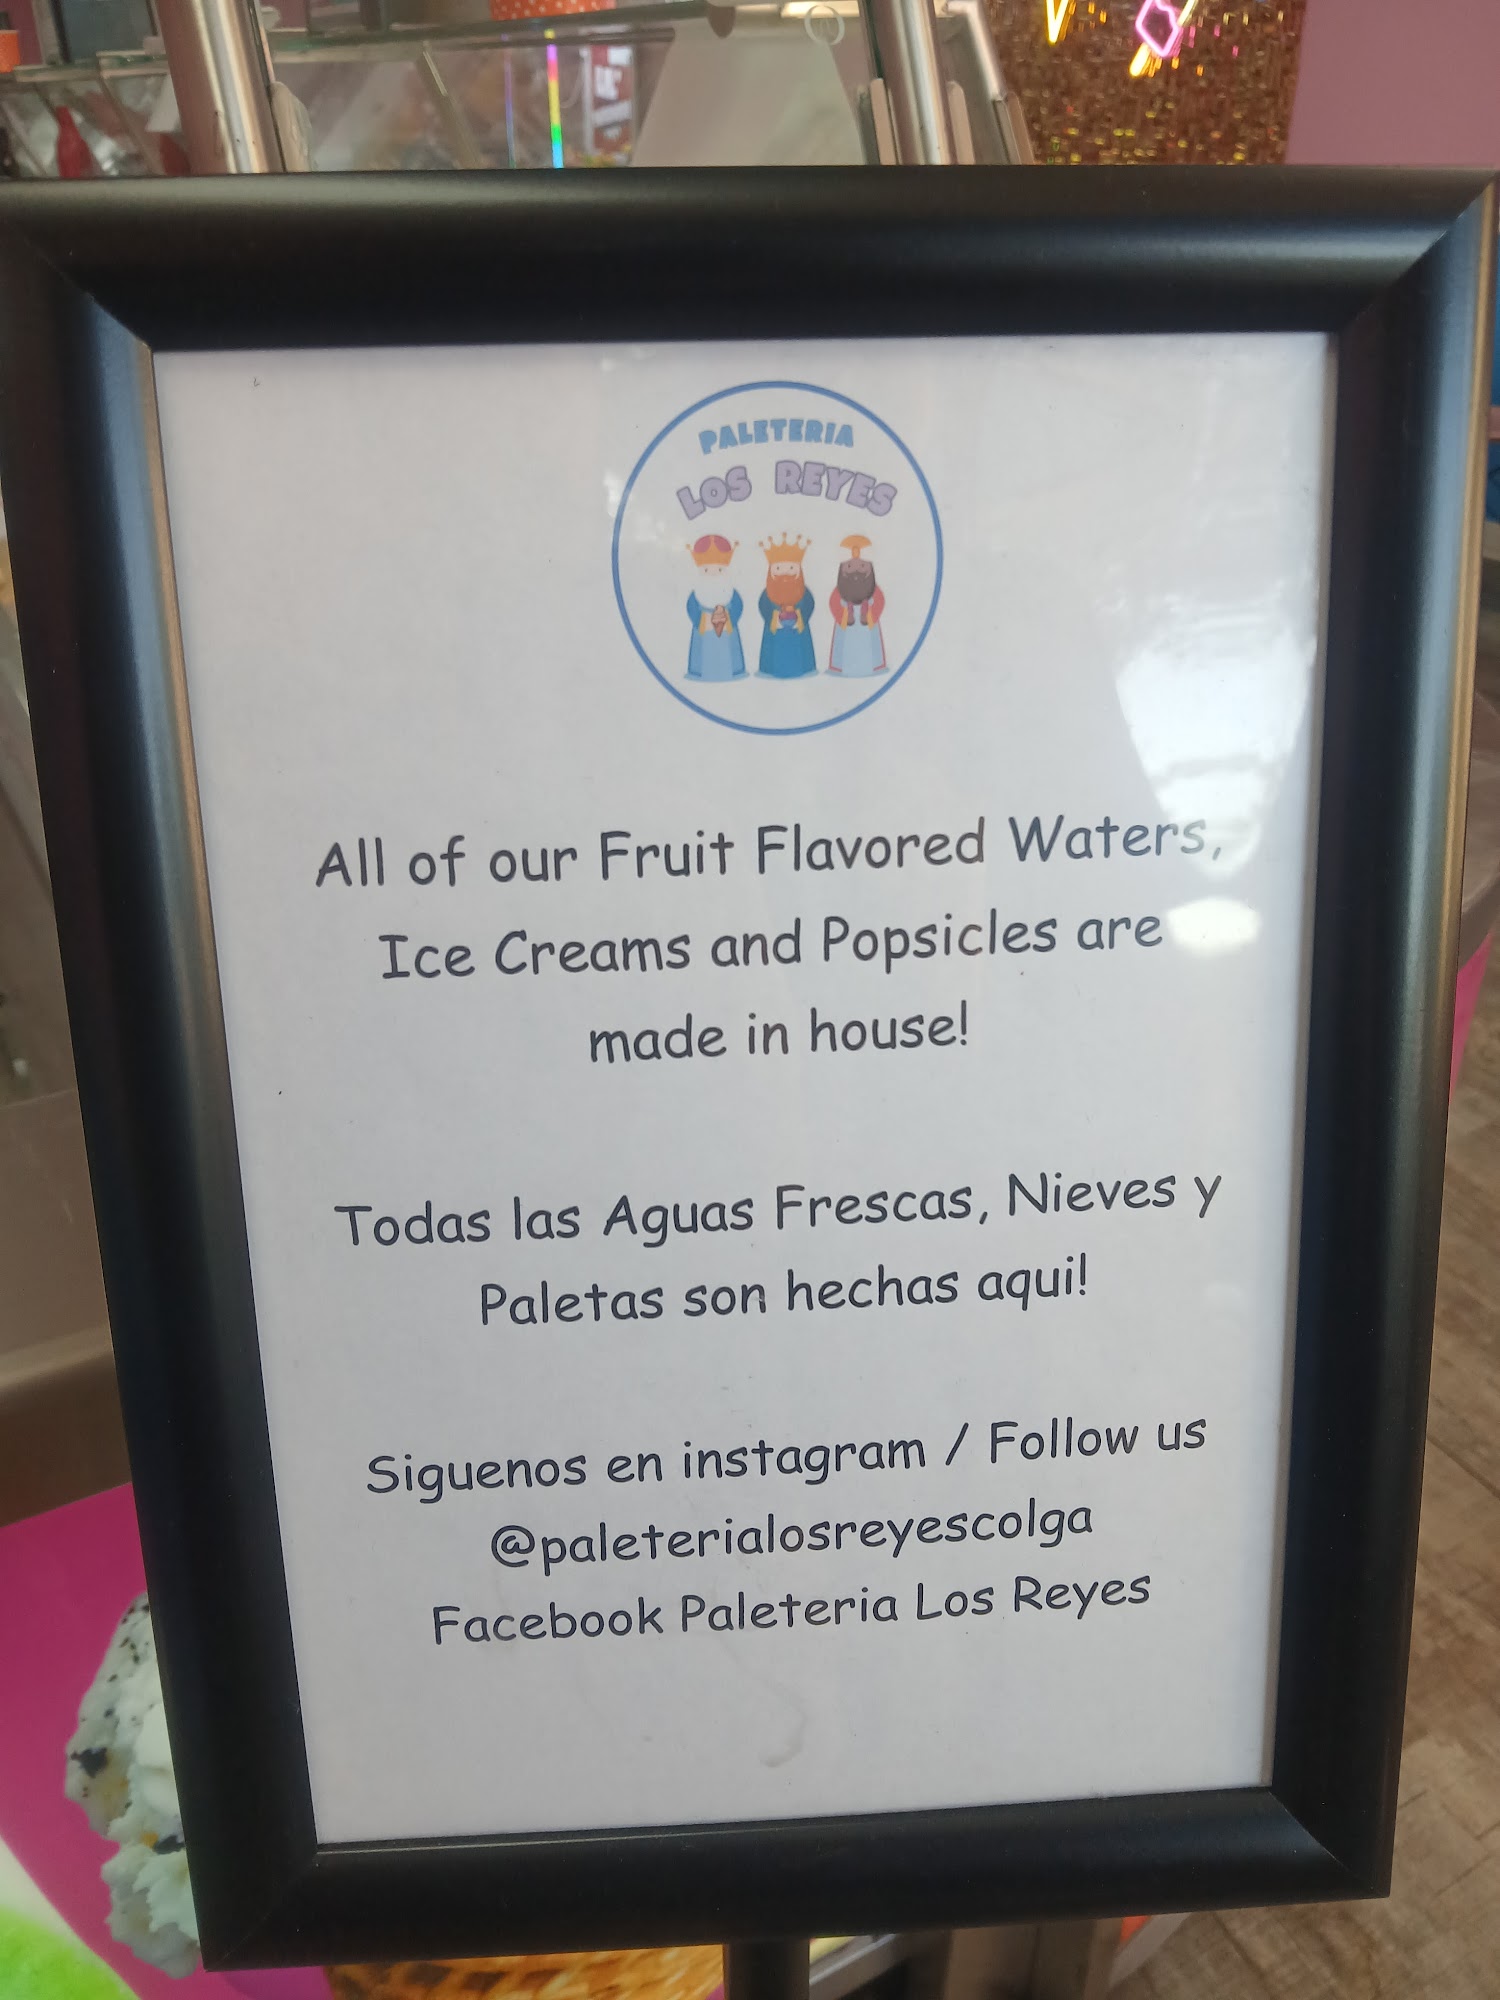 PALETERIA
LOS REYES
All of our Fruit Flavored Waters,
Ice Creams and Popsicles are
made in house!
Todas las Aguas Frescas, Nieves y
Paletas son hechas aqui!
Siguenos en instagram / Follow us
@paleterialosreyescolga
Facebook Paleteria Los Reyes